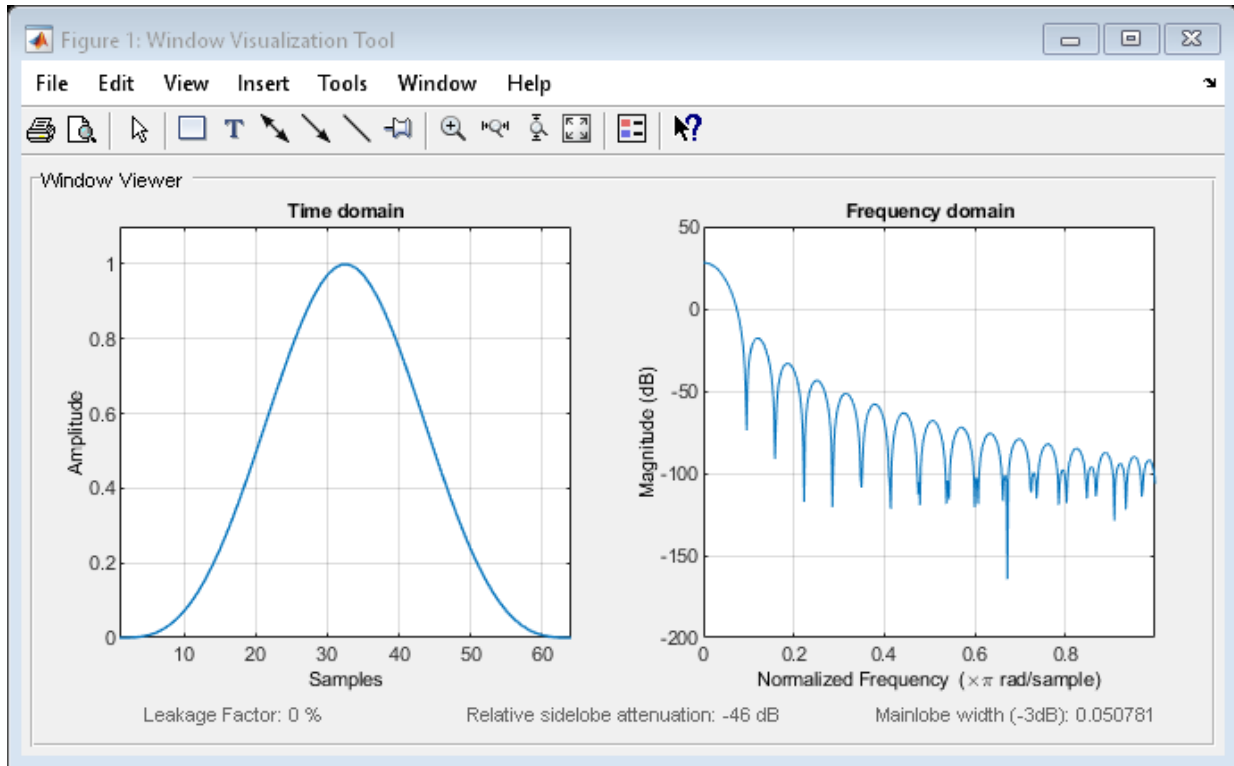 Figure 1: Window Visualization Tool
File Edit View Insert Tools Window Help
T
?
Window Viewer
Time domain
1
0.8
0.6
0.4
0.2
0
Amplitude
10 20 30 40 50 60
Samples
Frequency domain
50
0
-50
-100
-150
-200
Magnitude (dB)
0 0.2 0.4 0.6 0.8
Normalized Frequency (×π rad/sample)
Leakage Factor: 0 % Relative sidelobe attenuation: -46 dB Mainlobe width (-3dB): 0.050781